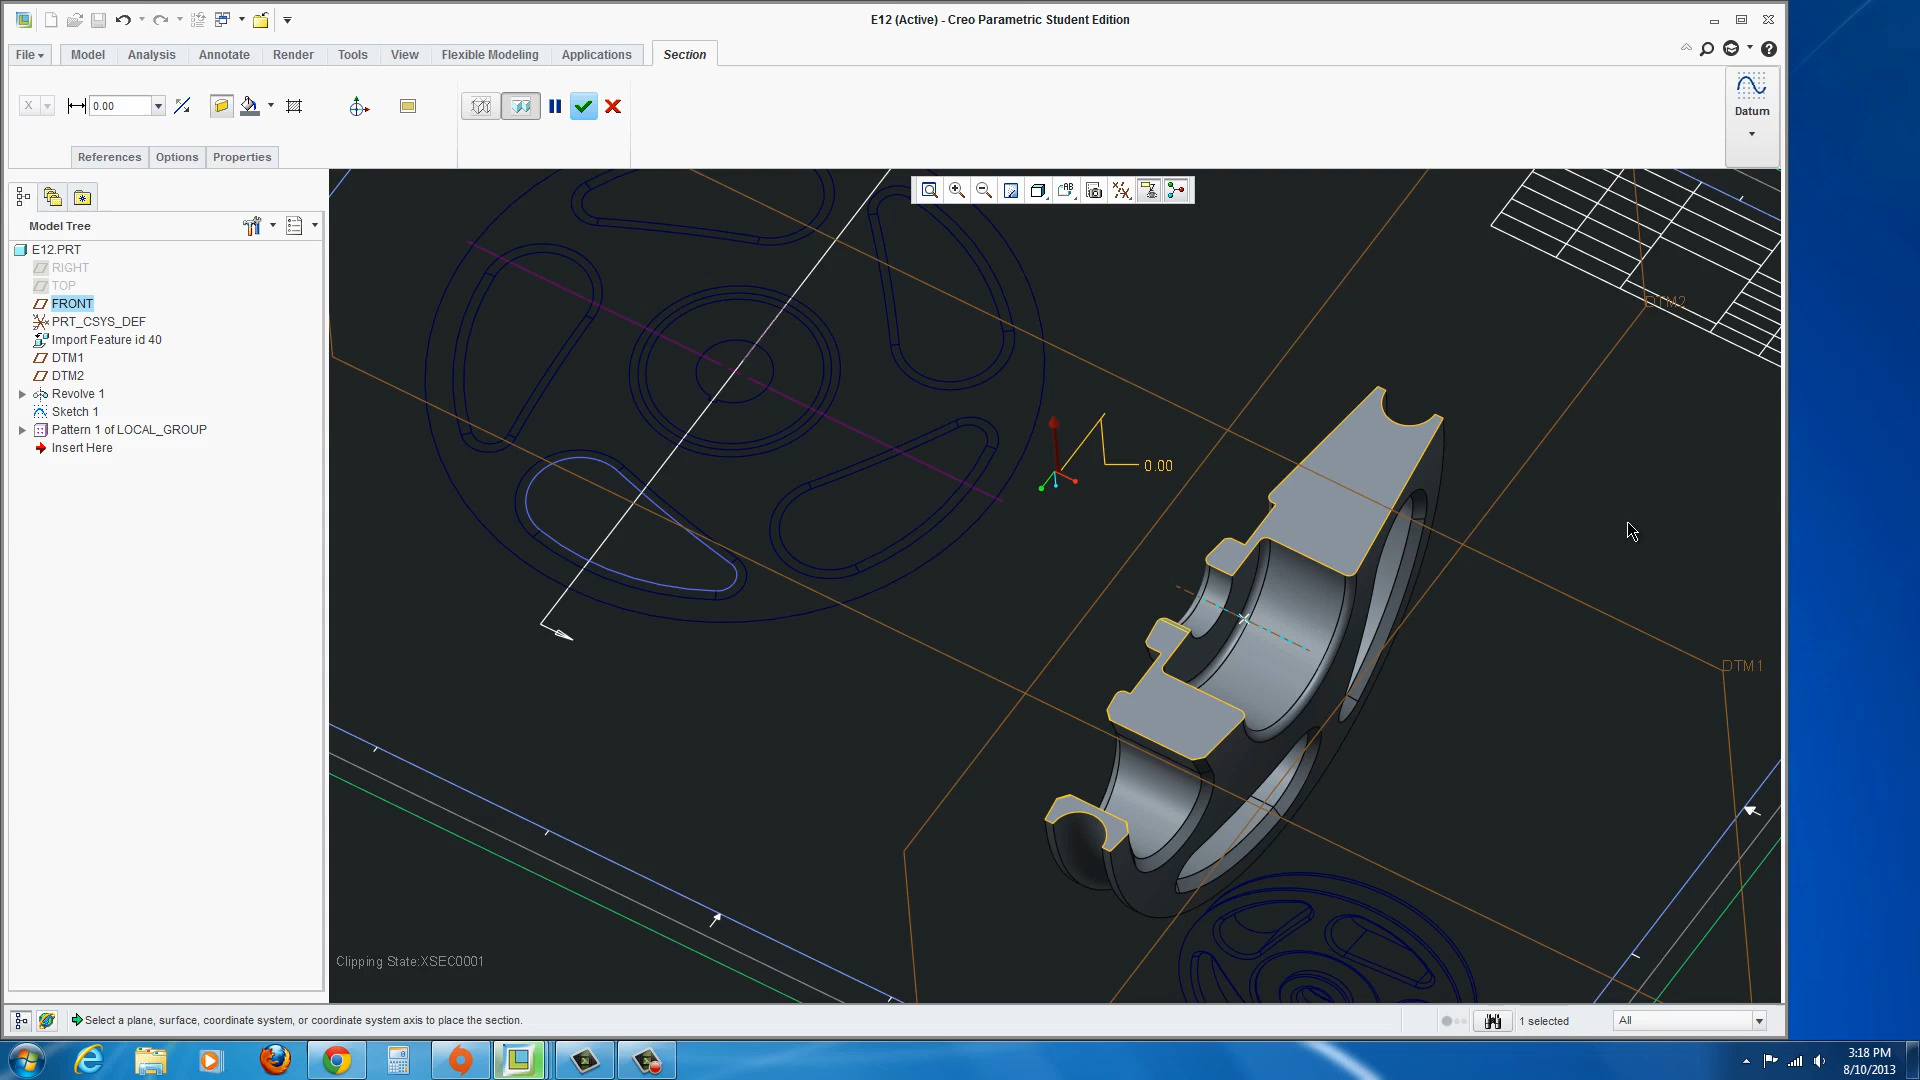 E12 (Active) - Creo Parametric Student Edition
File Model Analysis Annotate Render Tools View Flexible Modeling Applications Section
X 0.00
Datum
References Options Properties
Model Tree
E12.PRT
RIGHT
TOP
FRONT
PRT_CSYS_DEF
Import Feature id 40
DTM1
DTM2
Revolve 1
Sketch 1
Pattern 1 of LOCAL_GROUP
Insert Here
DTM2
0.00
DTM1
Clipping State:XSEC0001
Select a plane, surface, coordinate system, or coordinate system axis to place the section.
1 selected
All
3:18 PM
8/10/2013